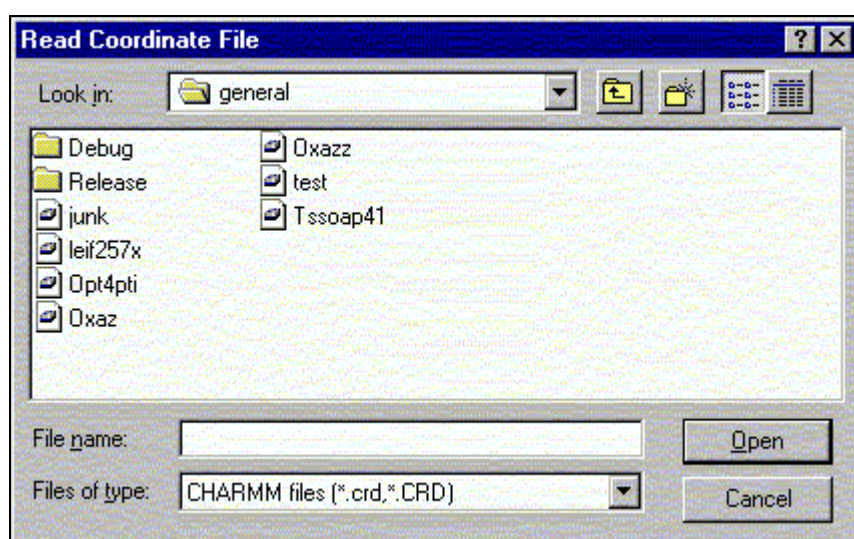 Read Coordinate File
Look in: general
Debug
Release
junk
leif257x
Opt4pti
Oxaz
Oxazz
test
Tssoap41
File name:
Open
Files of type: CHARMM files (*.crd,*.CRD)
Cancel